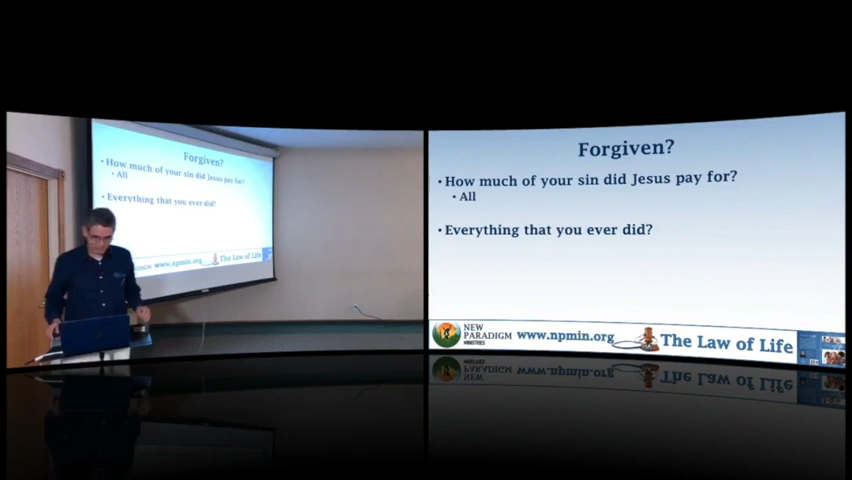 Forgiven?
• How much of your sin did Jesus pay for?
• All
• Everything that you ever did?
www.npmin.org
The Law of Life
Forgiven?
• How much of your sin did Jesus pay for?
• All
• Everything that you ever did?
NEW
PARADIGM
MINISTRIES
www.npmin.org
The Law of Life